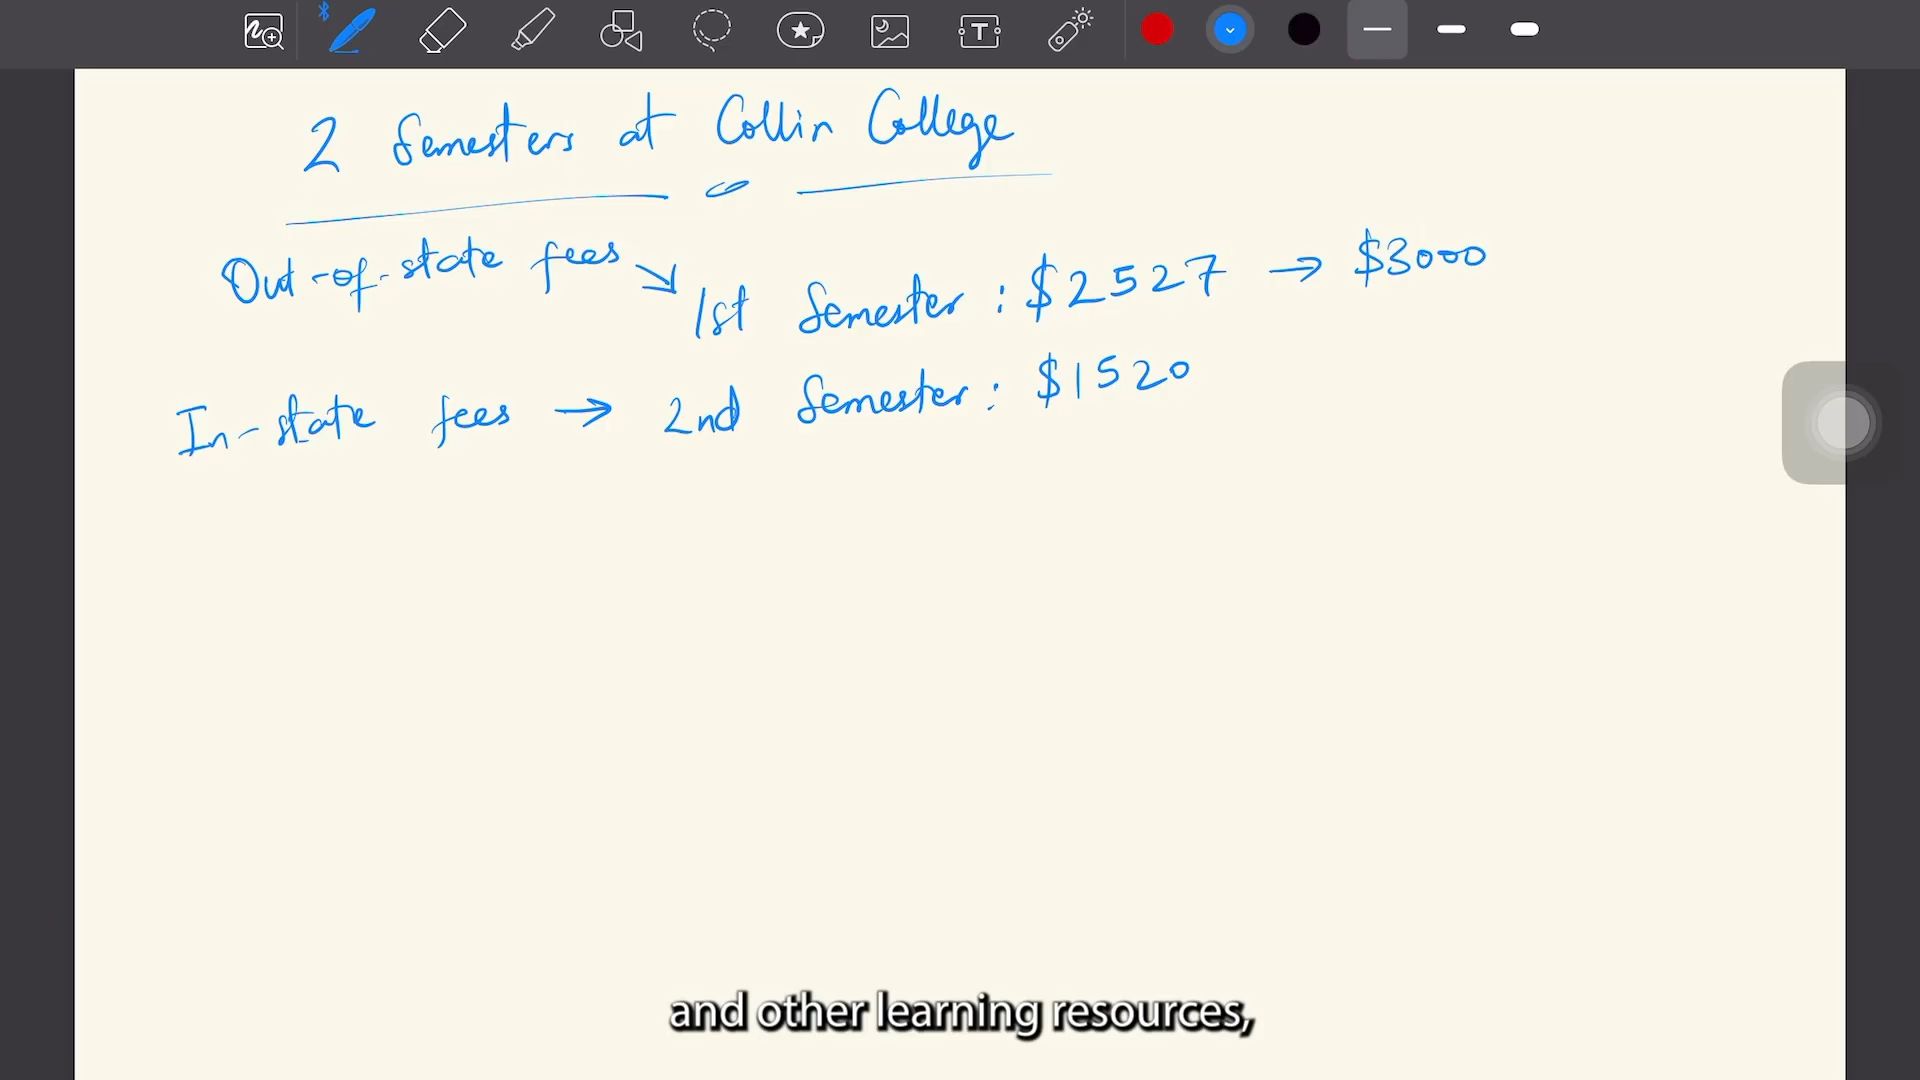 2 Semesters at Collin College
Out-of-state fees ↘ 1st Semester : $2527 → $3000
In-state fees → 2nd Semester : $1520
and other learning resources,